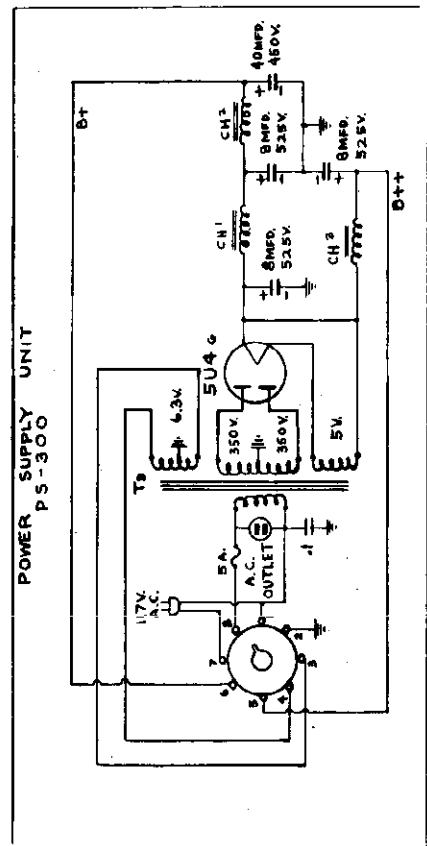 POWER SUPPLY UNIT
PS-300
B+
40MFD.
450V.
CH2
8MFD.
525V.
8MFD.
525V.
CH1
8MFD.
525V.
CH3
B++
5U4G
6.3V.
350V.
350V.
5V.
T3
5A.
A.C.
OUTLET
.1
117V.
A.C.
8
1
2
3
4
5
6
7